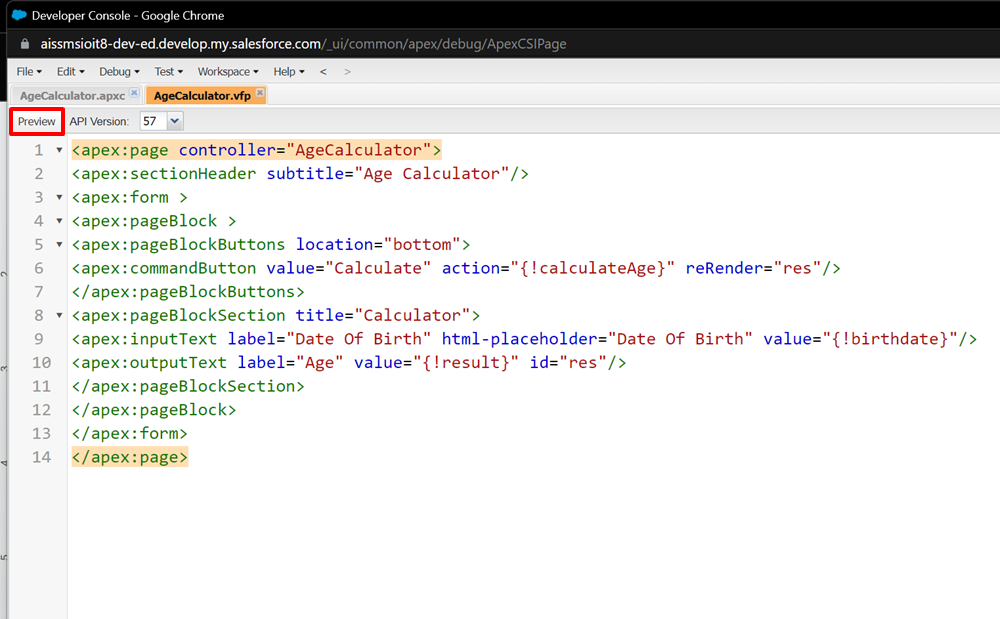 Developer Console - Google Chrome
aissmsioit8-dev-ed.develop.my.salesforce.com/_ui/common/apex/debug/ApexCSIPage
File Edit Debug Test Workspace Help < >
AgeCalculator.apxc AgeCalculator.vfp
Preview API Version: 57
1 <apex:page controller="AgeCalculator">
2 <apex:sectionHeader subtitle="Age Calculator"/>
3 <apex:form >
4 <apex:pageBlock >
5 <apex:pageBlockButtons location="bottom">
6 <apex:commandButton value="Calculate" action="{!calculateAge}" reRender="res"/>
7 </apex:pageBlockButtons>
8 <apex:pageBlockSection title="Calculator">
9 <apex:inputText label="Date Of Birth" html-placeholder="Date Of Birth" value="{!birthdate}"/>
10 <apex:outputText label="Age" value="{!result}" id="res"/>
11 </apex:pageBlockSection>
12 </apex:pageBlock>
13 </apex:form>
14 </apex:page>
2
3
4
5